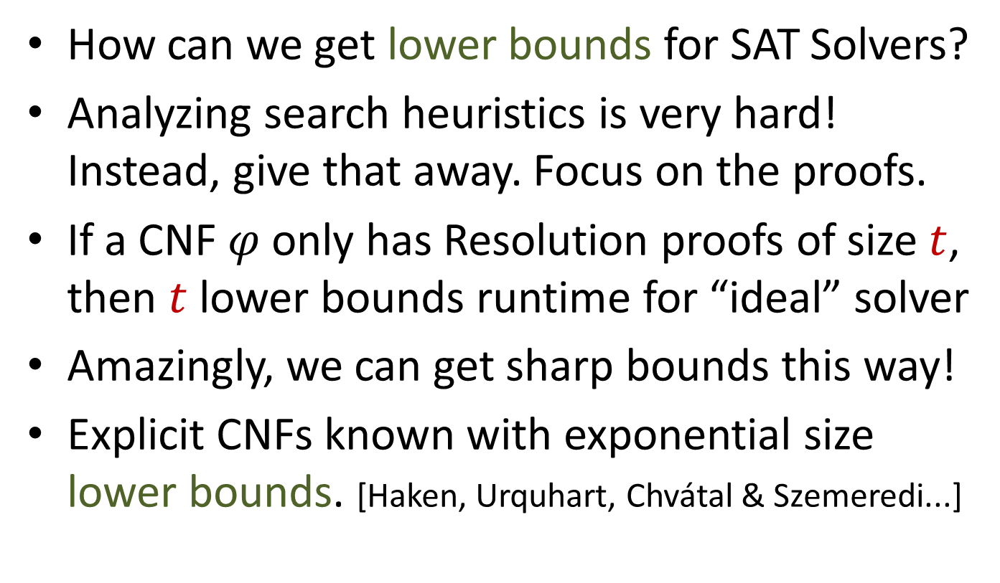 • How can we get lower bounds for SAT Solvers?
• Analyzing search heuristics is very hard!
Instead, give that away. Focus on the proofs.
• If a CNF 𝜑 only has Resolution proofs of size 𝑡,
then 𝑡 lower bounds runtime for “ideal” solver
• Amazingly, we can get sharp bounds this way!
• Explicit CNFs known with exponential size
lower bounds. [Haken, Urquhart, Chvátal & Szemeredi...]